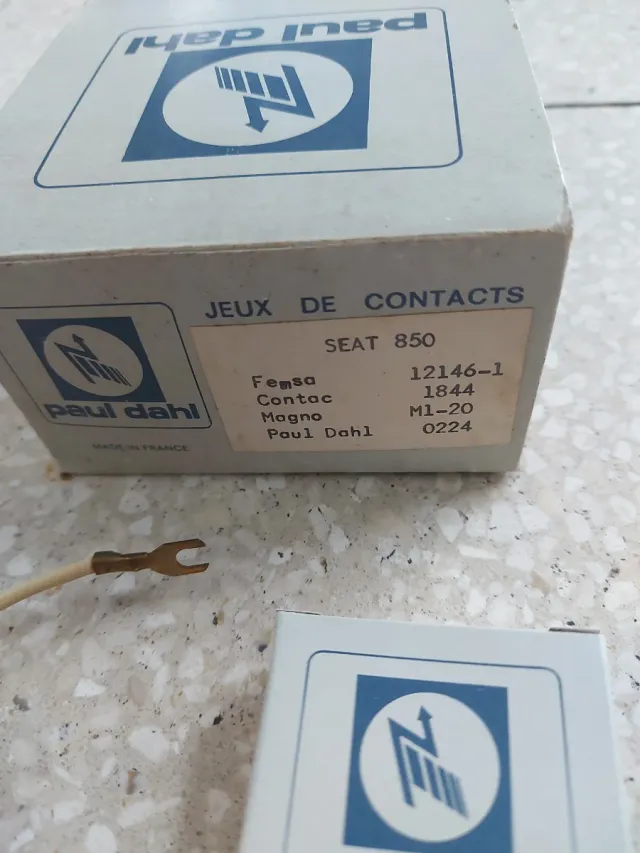 paul dahl
JEUX DE CONTACTS
SEAT 850
Femsa 12146-1
Contac 1844
Magno M1-20
Paul Dahl 0224
paul dahl
MADE IN FRANCE